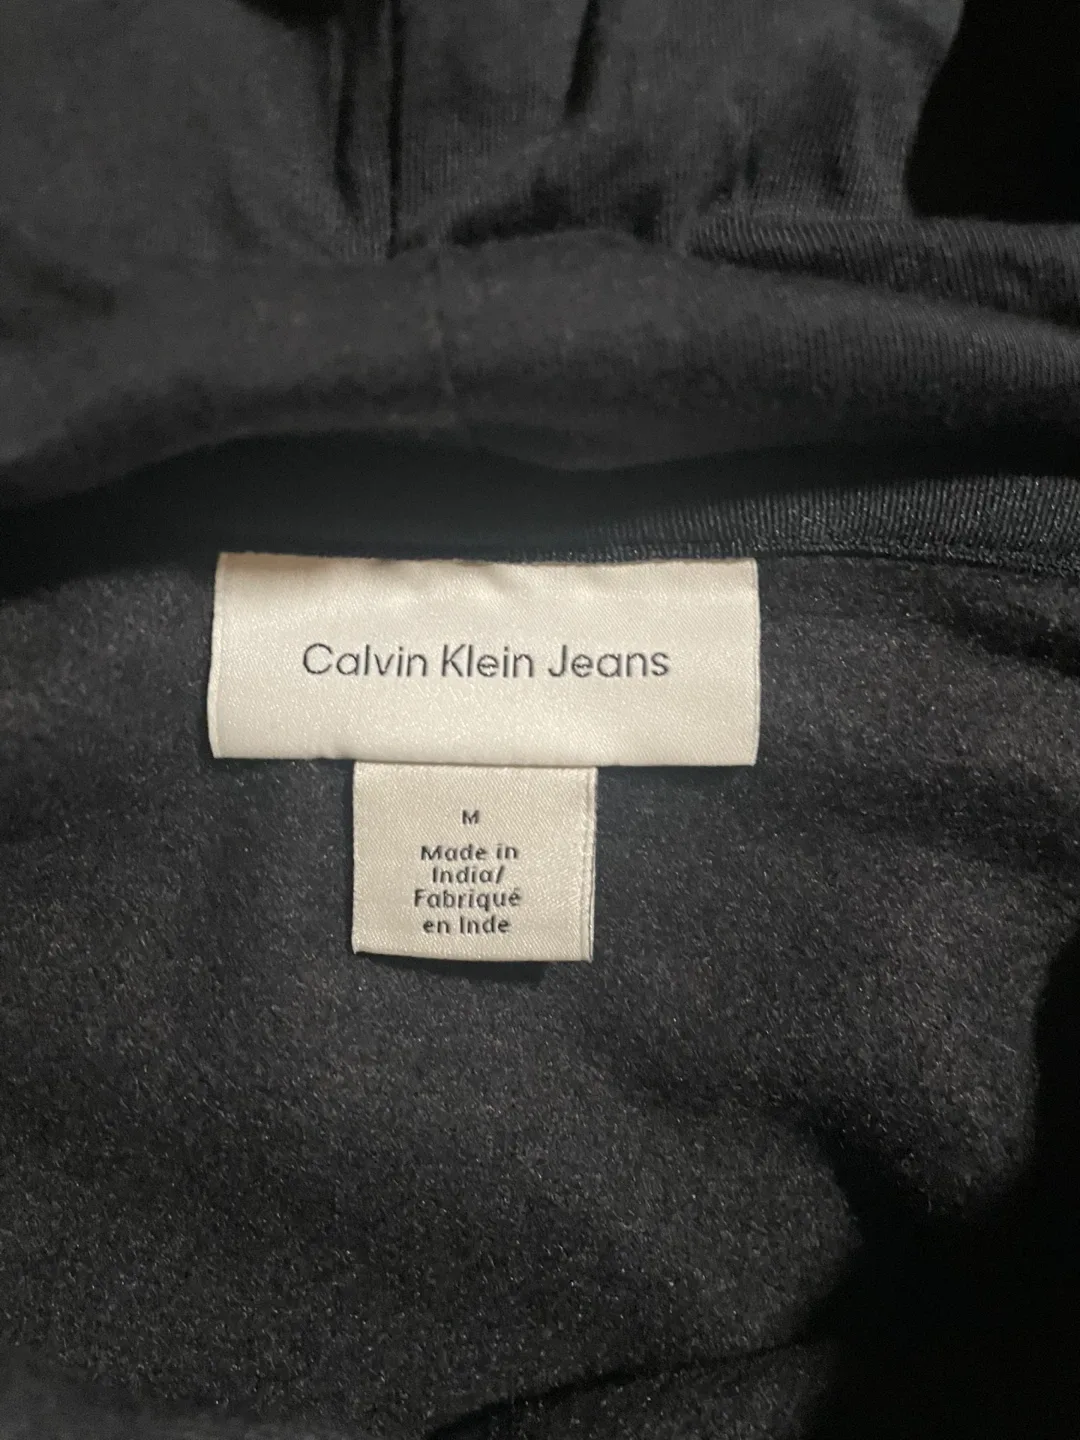 Calvin Klein Jeans
M
Made in
India/
Fabriqué
en Inde